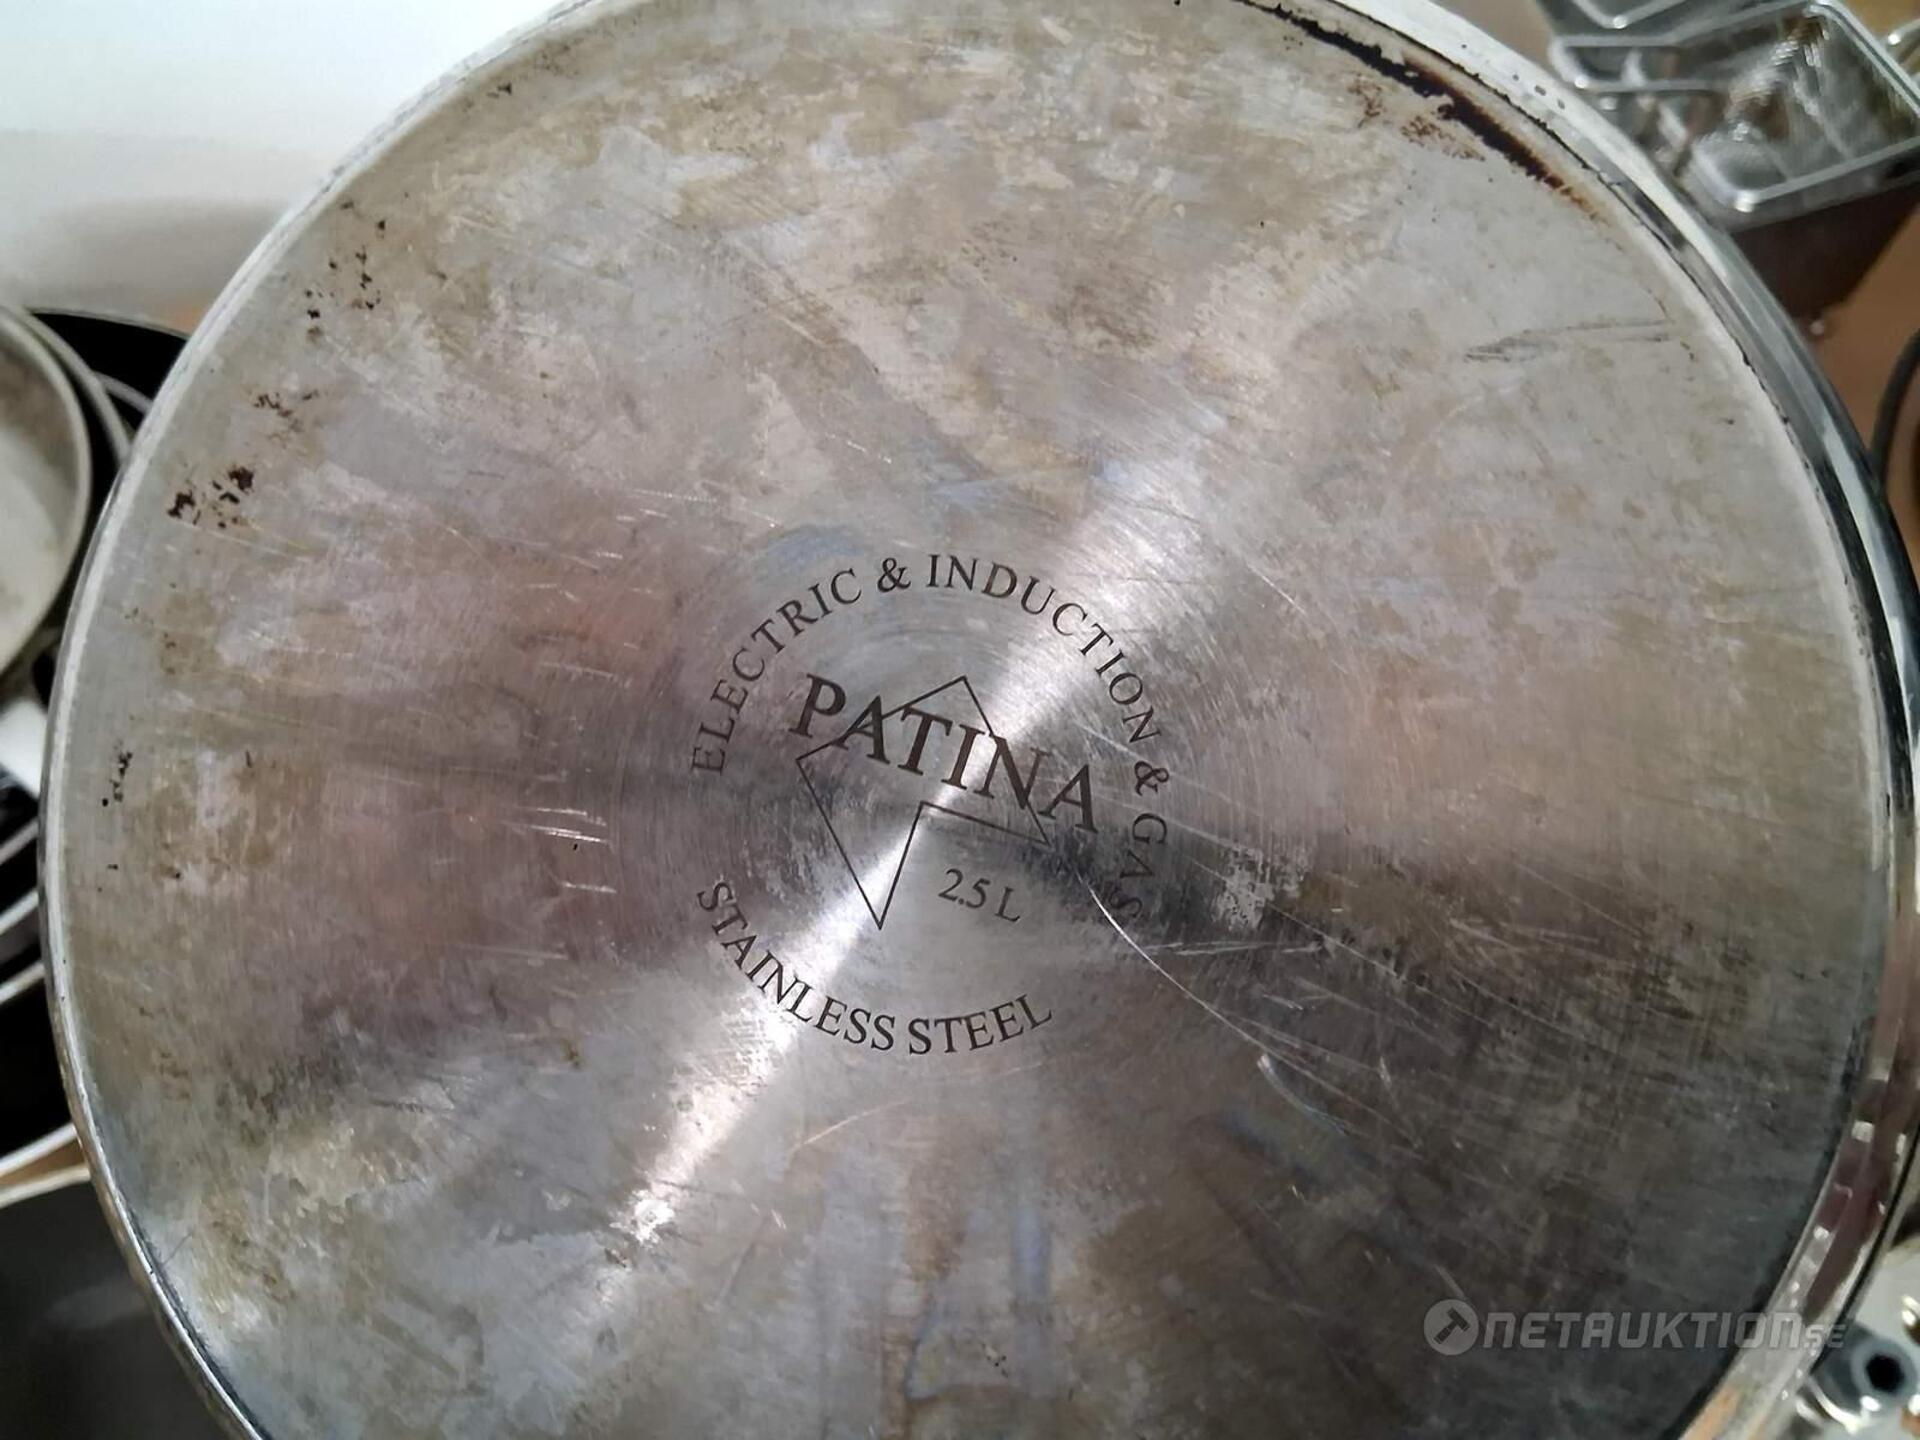 ELECTRIC & INDUCTION & GAS
PATINA
2.5 L
STAINLESS STEEL
NETAUKTION.SE